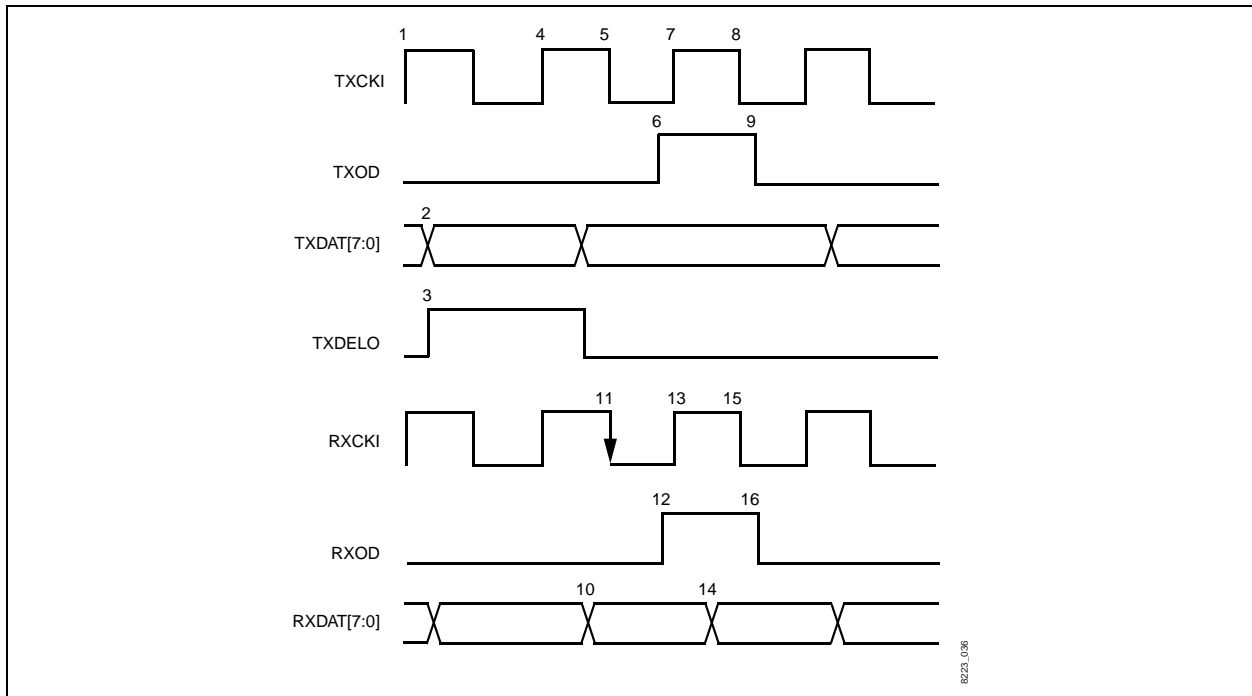 1 4 5 7 8
TXCKI
6 9
TXOD
2
TXDAT[7:0]
3
TXDELO
11 13 15
RXCKI
12 16
RXOD
10 14
RXDAT[7:0]
8223_036